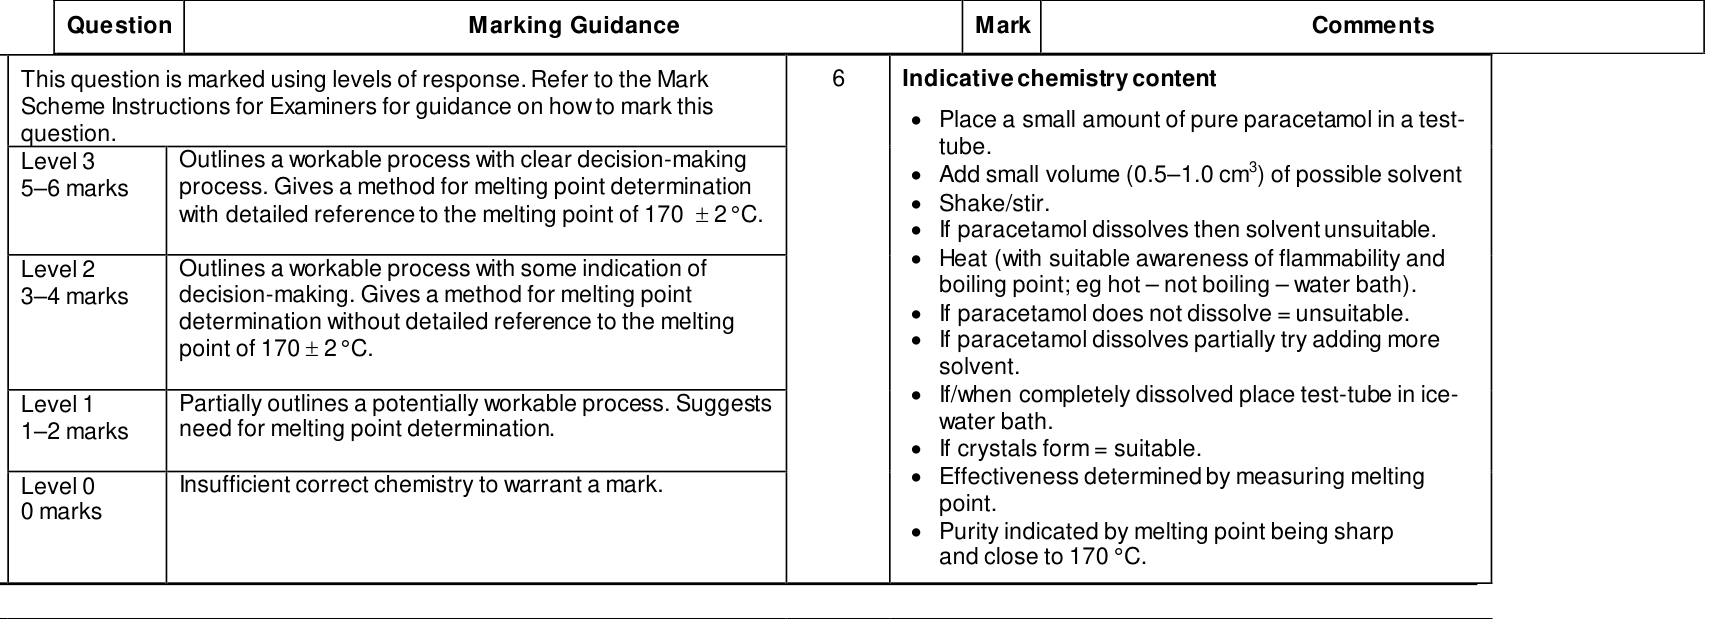 Question Marking Guidance Mark Comments
This question is marked using levels of response. Refer to the Mark
Scheme Instructions for Examiners for guidance on how to mark this
question.
6
Level 3
5–6 marks
Outlines a workable process with clear decision-making
process. Gives a method for melting point determination
with detailed reference to the melting point of 170 ± 2 °C.
Level 2
3–4 marks
Outlines a workable process with some indication of
decision-making. Gives a method for melting point
determination without detailed reference to the melting
point of 170 ± 2 °C.
Level 1
1–2 marks
Partially outlines a potentially workable process. Suggests
need for melting point determination.
Level 0
0 marks
Insufficient correct chemistry to warrant a mark.
Indicative chemistry content
• Place a small amount of pure paracetamol in a test-
tube.
• Add small volume (0.5–1.0 cm³) of possible solvent
• Shake/stir.
• If paracetamol dissolves then solvent unsuitable.
• Heat (with suitable awareness of flammability and
boiling point; eg hot – not boiling – water bath).
• If paracetamol does not dissolve = unsuitable.
• If paracetamol dissolves partially try adding more
solvent.
• If/when completely dissolved place test-tube in ice-
water bath.
• If crystals form = suitable.
• Effectiveness determined by measuring melting
point.
• Purity indicated by melting point being sharp
and close to 170 °C.